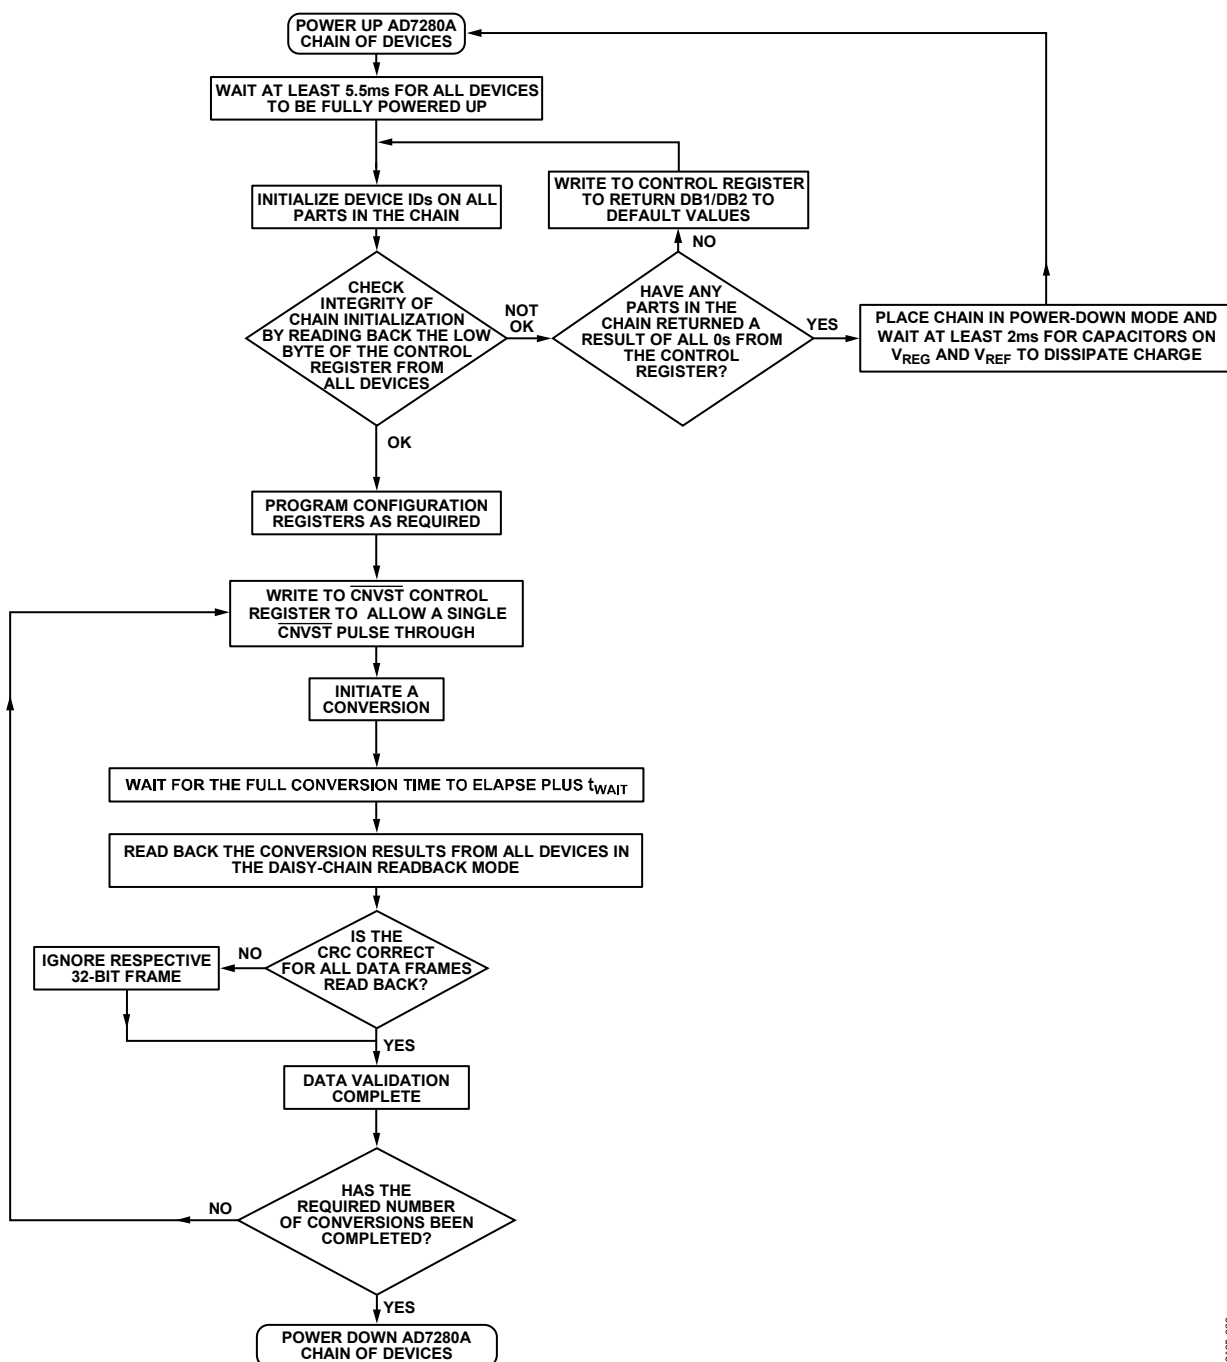 POWER UP AD7280A
CHAIN OF DEVICES
WAIT AT LEAST 5.5ms FOR ALL DEVICES
TO BE FULLY POWERED UP
INITIALIZE DEVICE IDs ON ALL
PARTS IN THE CHAIN
WRITE TO CONTROL REGISTER
TO RETURN DB1/DB2 TO
DEFAULT VALUES
NO
CHECK
INTEGRITY OF
CHAIN INITIALIZATION
BY READING BACK THE LOW
BYTE OF THE CONTROL
REGISTER FROM
ALL DEVICES
NOT
OK
HAVE ANY
PARTS IN THE
CHAIN RETURNED A
RESULT OF ALL 0s FROM
THE CONTROL
REGISTER?
YES
PLACE CHAIN IN POWER-DOWN MODE AND
WAIT AT LEAST 2ms FOR CAPACITORS ON
VREG AND VREF TO DISSIPATE CHARGE
OK
PROGRAM CONFIGURATION
REGISTERS AS REQUIRED
WRITE TO CNVST CONTROL
REGISTER TO ALLOW A SINGLE
CNVST PULSE THROUGH
INITIATE A
CONVERSION
WAIT FOR THE FULL CONVERSION TIME TO ELAPSE PLUS tWAIT
READ BACK THE CONVERSION RESULTS FROM ALL DEVICES IN
THE DAISY-CHAIN READBACK MODE
IS THE
CRC CORRECT
FOR ALL DATA FRAMES
READ BACK?
NO
IGNORE RESPECTIVE
32-BIT FRAME
YES
DATA VALIDATION
COMPLETE
HAS THE
REQUIRED NUMBER
OF CONVERSIONS BEEN
COMPLETED?
NO
YES
POWER DOWN AD7280A
CHAIN OF DEVICES